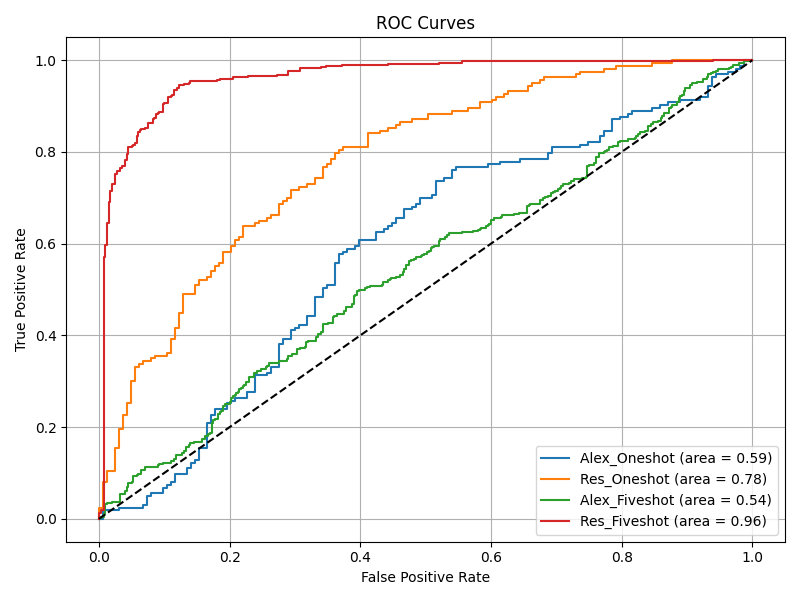 ROC Curves
True Positive Rate
1.0
0.8
0.6
0.4
0.2
0.0
0.0 0.2 0.4 0.6 0.8 1.0
False Positive Rate
Alex_Oneshot (area = 0.59)
Res_Oneshot (area = 0.78)
Alex_Fiveshot (area = 0.54)
Res_Fiveshot (area = 0.96)